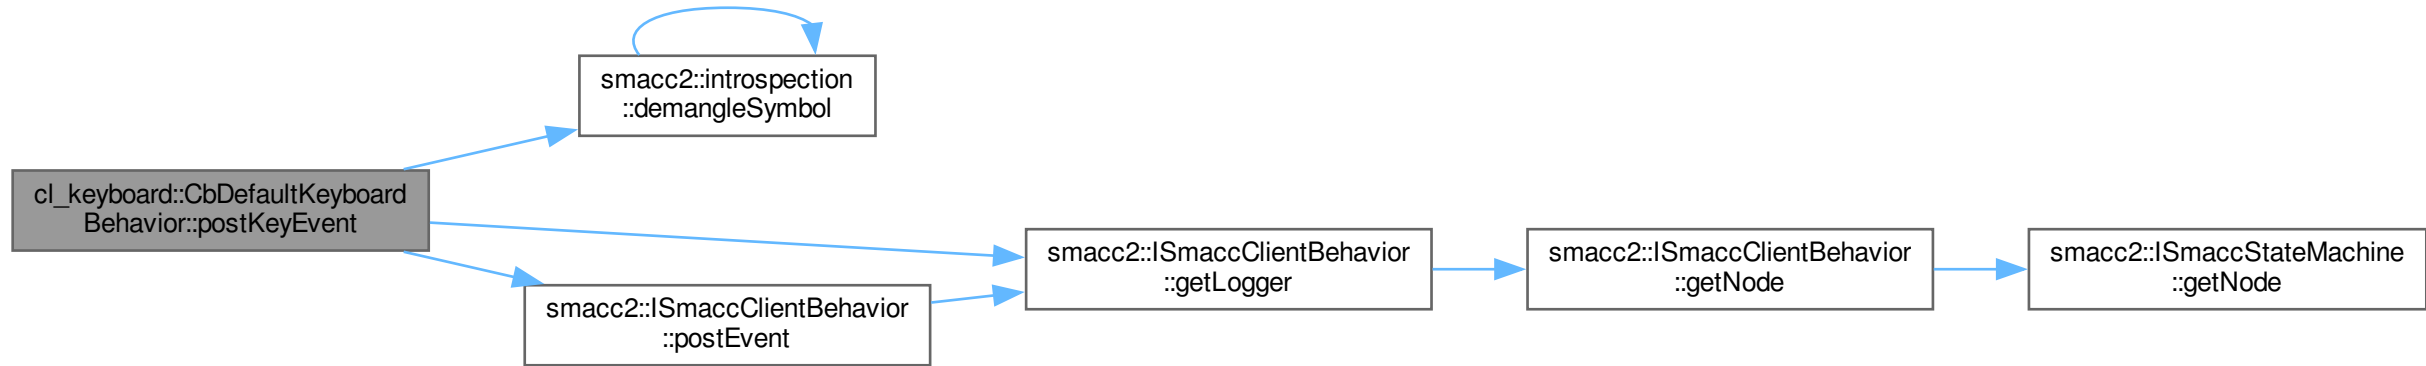 smacc2::introspection
::demangleSymbol
cl_keyboard::CbDefaultKeyboard
Behavior::postKeyEvent
smacc2::ISmaccClientBehavior
::getLogger
smacc2::ISmaccClientBehavior
::getNode
smacc2::ISmaccStateMachine
::getNode
smacc2::ISmaccClientBehavior
::postEvent